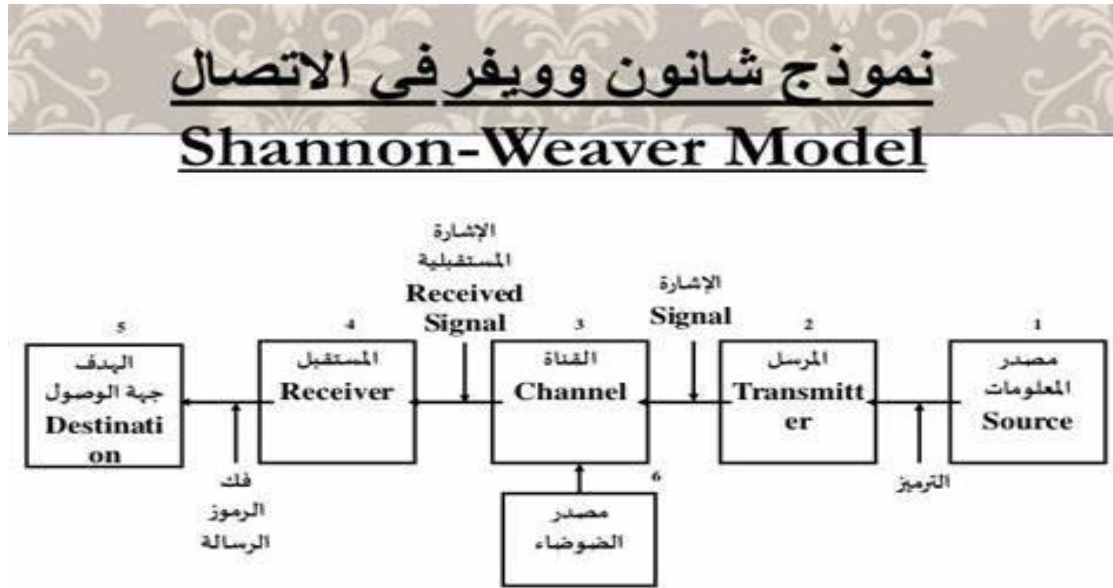 نموذج شانون وويفر في الاتصال
Shannon-Weaver Model
1
مصدر
المعلومات
Source
الترميز
2
المرسل
Transmitt
er
الإشارة
Signal
3
القناة
Channel
6
مصدر
الضوضاء
الإشارة
المستقبلية
Received
Signal
4
المستقبل
Receiver
فك
الرموز
الرسالة
5
الهدف
جهة الوصول
Destinati
on